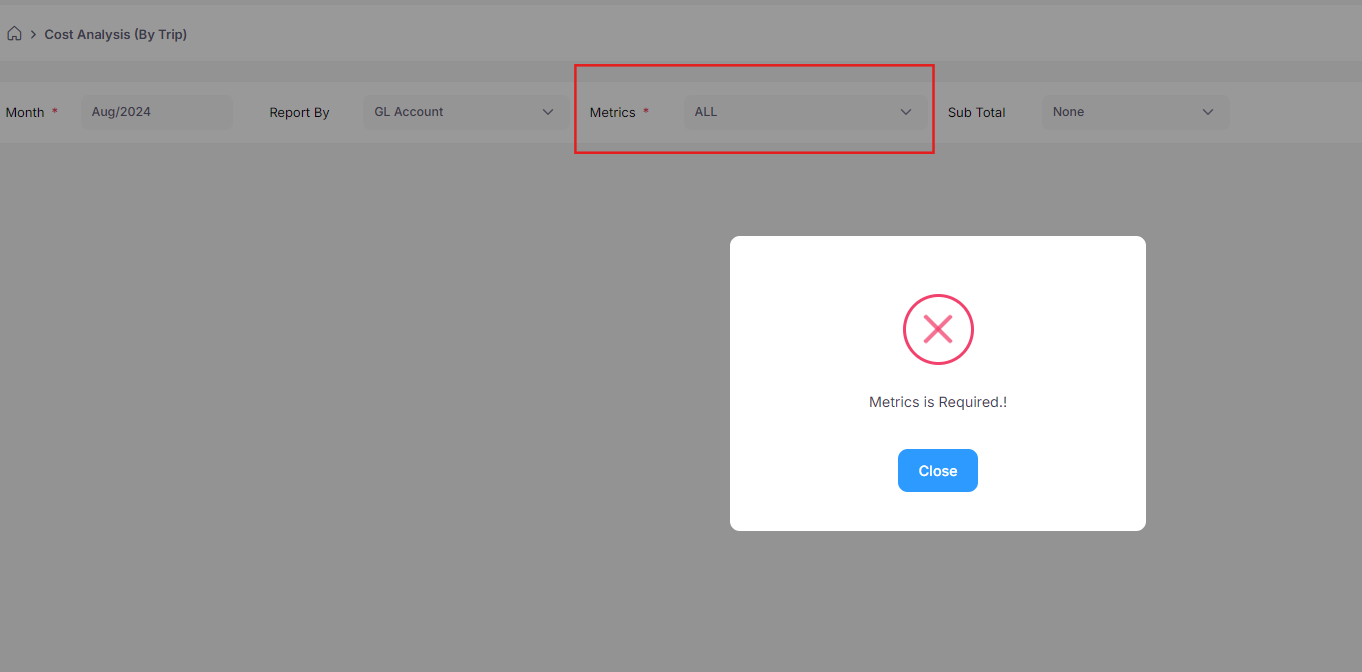 Cost Analysis (By Trip)
Month * Aug/2024 Report By GL Account Metrics * ALL Sub Total None
Metrics is Required.!
Close